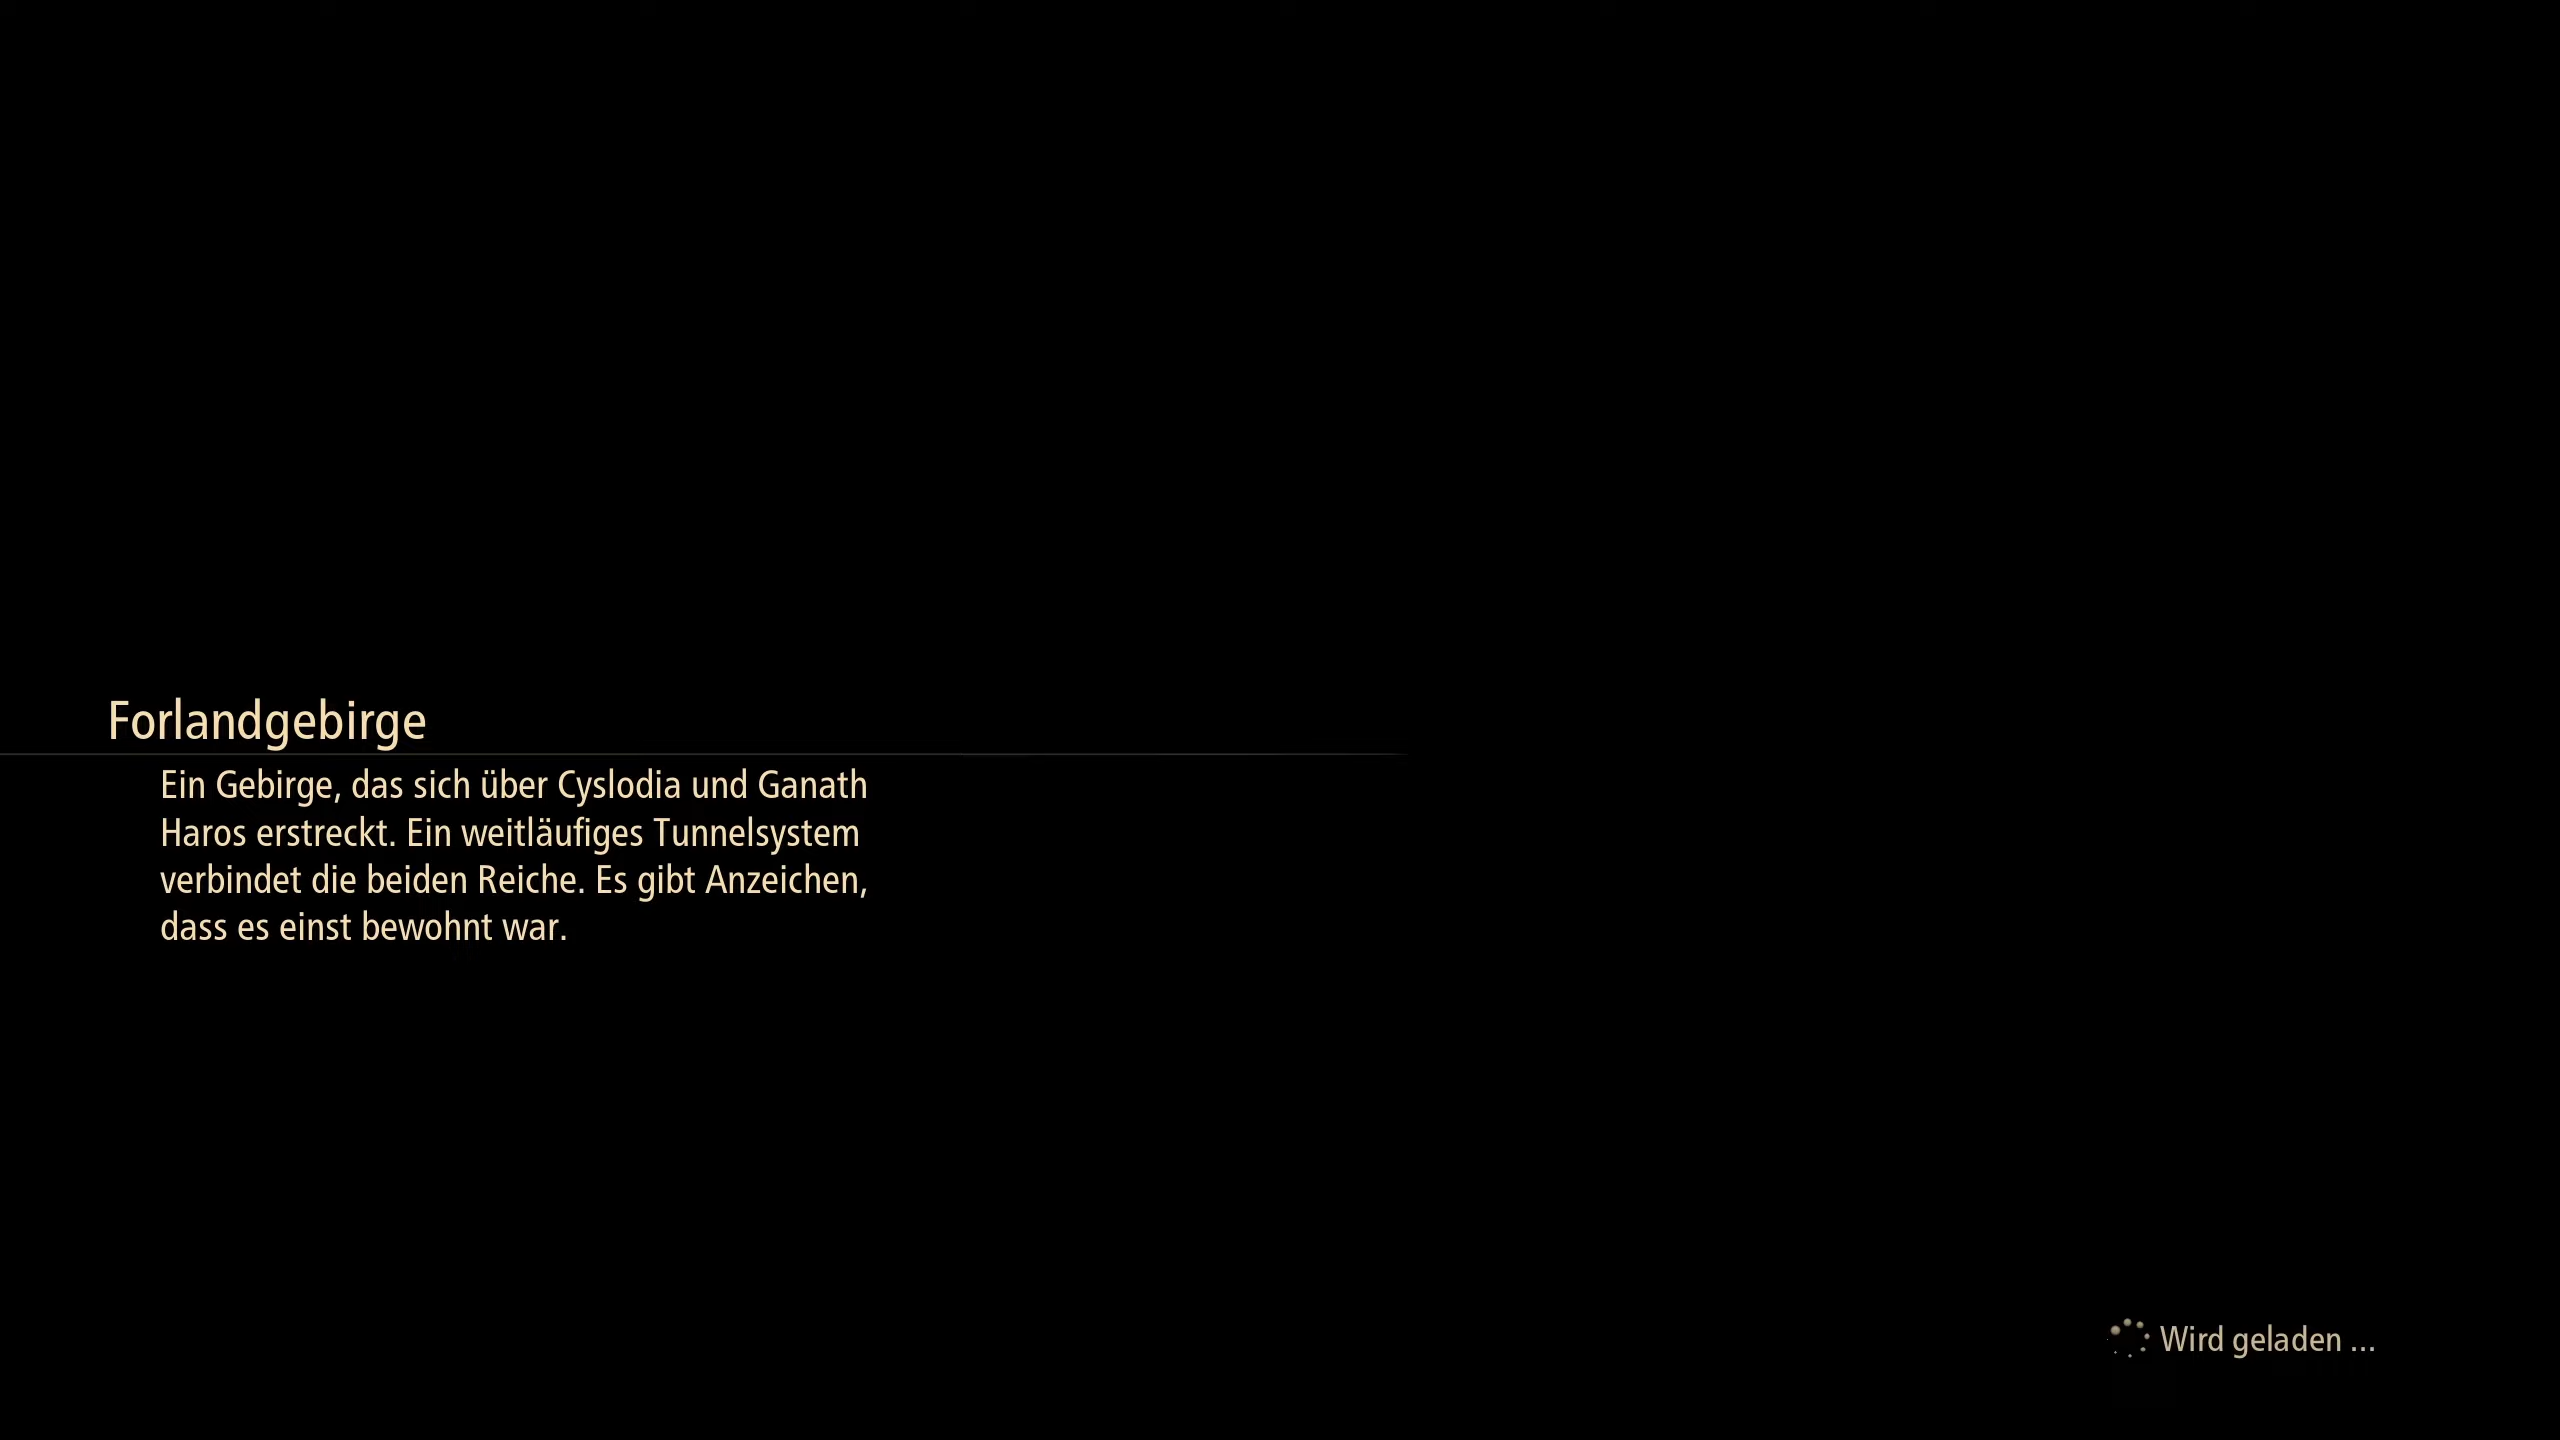 Forlandgebirge
Ein Gebirge, das sich über Cyslodia und Ganath
Haros erstreckt. Ein weitläufiges Tunnelsystem
verbindet die beiden Reiche. Es gibt Anzeichen,
dass es einst bewohnt war.
Wird geladen ...